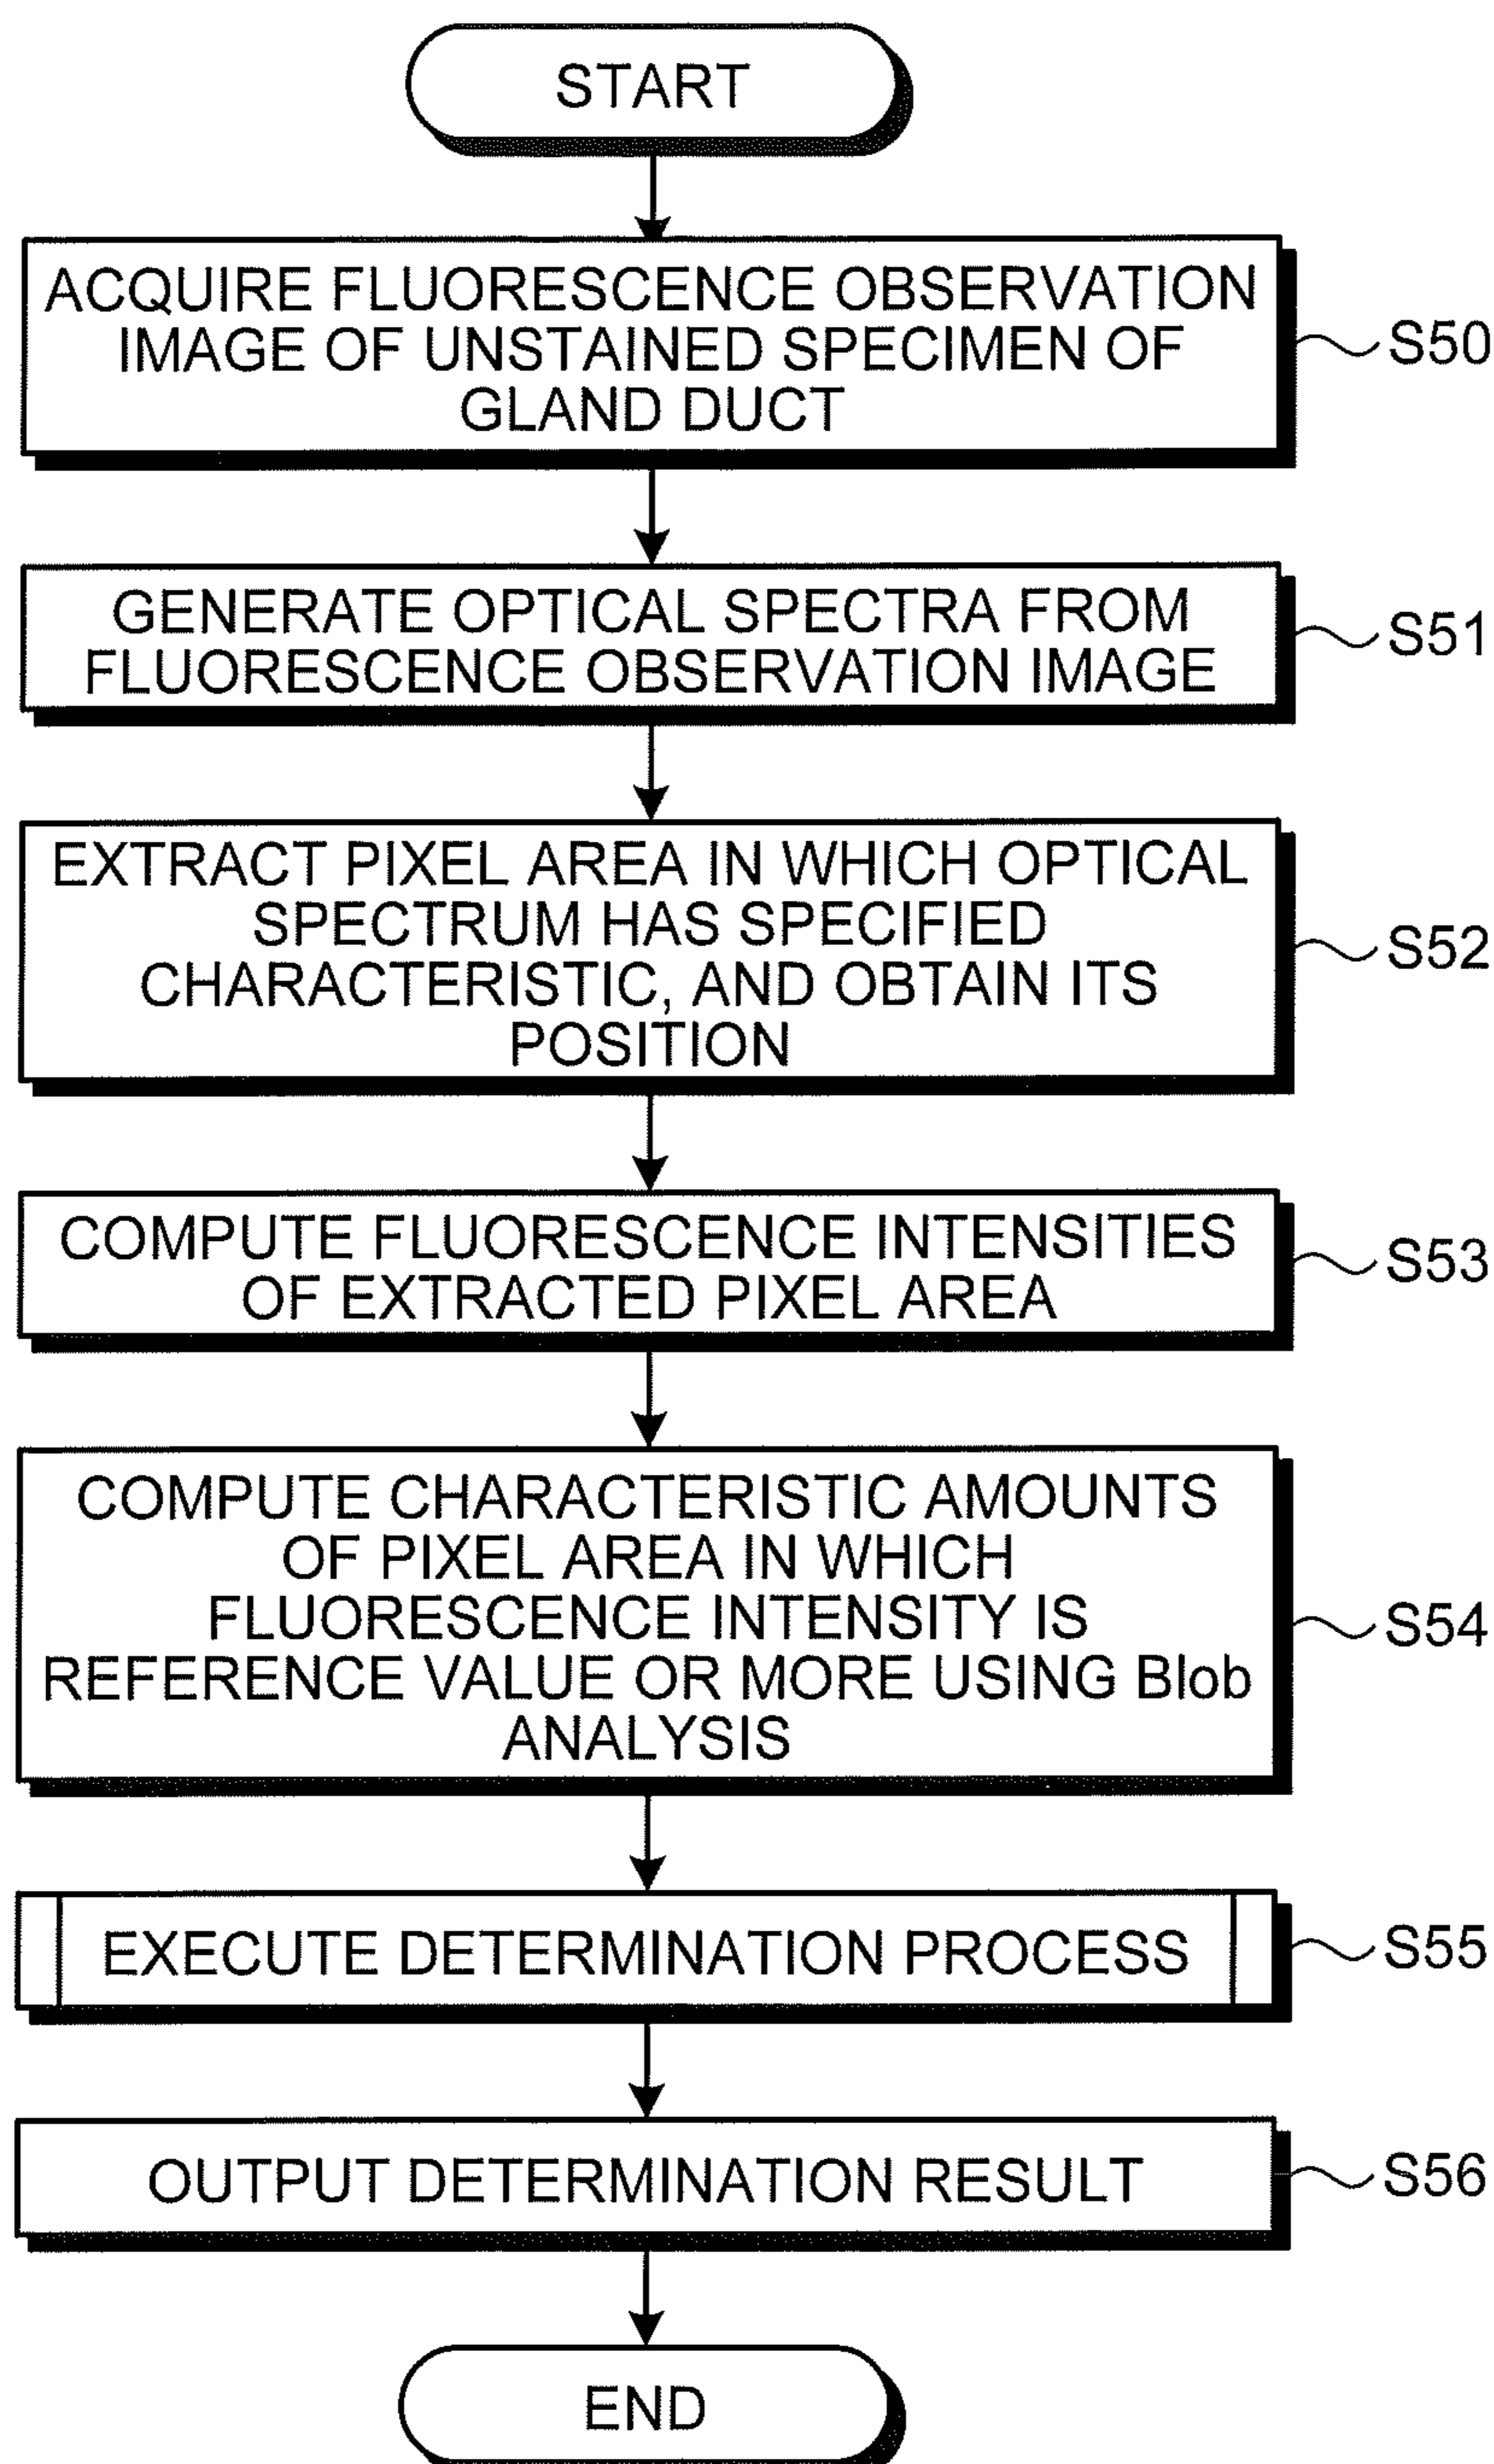 START
ACQUIRE FLUORESCENCE OBSERVATION
IMAGE OF UNSTAINED SPECIMEN OF
GLAND DUCT
S50
GENERATE OPTICAL SPECTRA FROM
FLUORESCENCE OBSERVATION IMAGE
S51
EXTRACT PIXEL AREA IN WHICH OPTICAL
SPECTRUM HAS SPECIFIED
CHARACTERISTIC, AND OBTAIN ITS
POSITION
S52
COMPUTE FLUORESCENCE INTENSITIES
OF EXTRACTED PIXEL AREA
S53
COMPUTE CHARACTERISTIC AMOUNTS
OF PIXEL AREA IN WHICH
FLUORESCENCE INTENSITY IS
REFERENCE VALUE OR MORE USING Blob
ANALYSIS
S54
EXECUTE DETERMINATION PROCESS
S55
OUTPUT DETERMINATION RESULT
S56
END